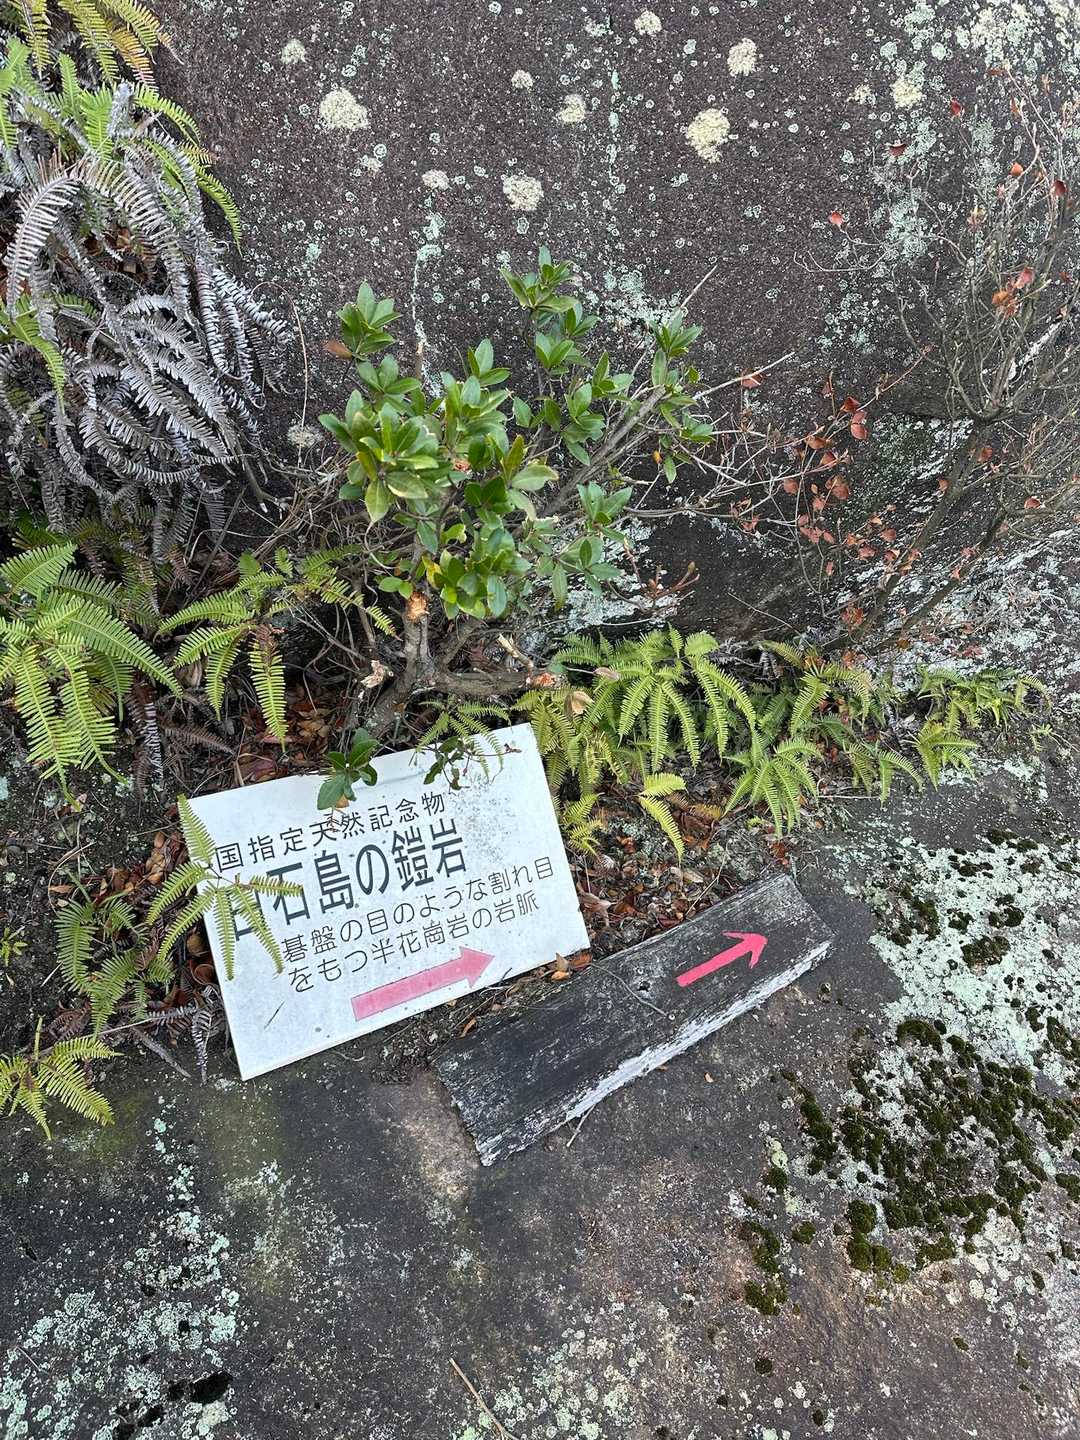 国指定天然記念物
白石島の鎧岩
碁盤の目のような割れ目
をもつ半花崗岩の岩脈